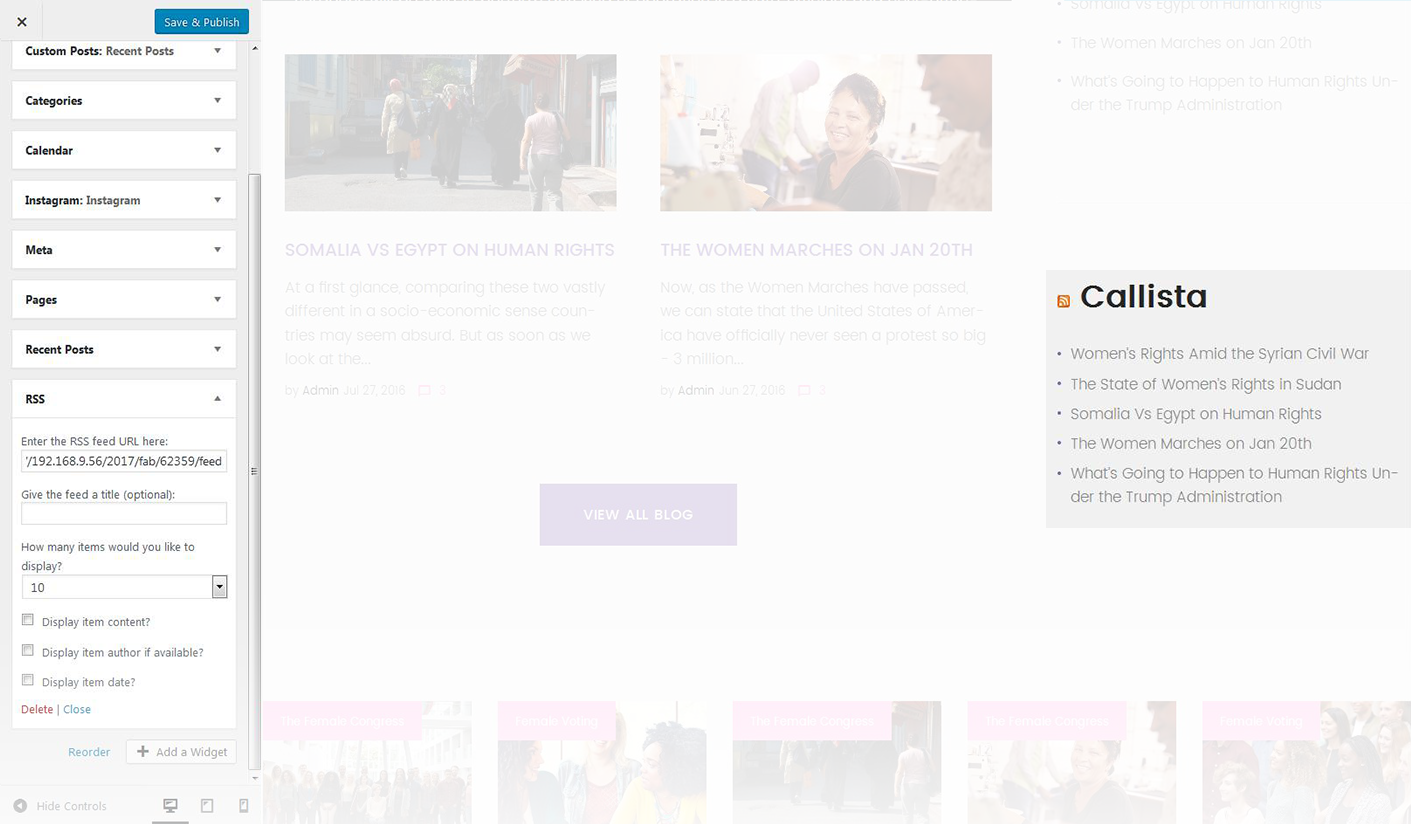 Save & Publish
Custom Posts: Recent Posts
Categories
Calendar
Instagram: Instagram
Meta
Pages
Recent Posts
RSS
Enter the RSS feed URL here:
'/192.168.9.56/2017/fab/62359/feed
Give the feed a title (optional):
How many items would you like to
display?
10
Display item content?
Display item author if available?
Display item date?
Delete | Close
Reorder
Add a Widget
Hide Controls
SOMALIA VS EGYPT ON HUMAN RIGHTS
At a first glance, comparing these two vastly
different in a socio-economic sense coun-
tries may seem absurd. But as soon as we
look at the...
by Admin Jul 27, 2016 3
THE WOMEN MARCHES ON JAN 20TH
Now, as the Women Marches have passed,
we can state that the United States of Amer-
ica have officially never seen a protest so big
- 3 million...
by Admin Jun 27, 2016 3
VIEW ALL BLOG
Somalia Vs Egypt on Human Rights
The Women Marches on Jan 20th
What's Going to Happen to Human Rights Un-
der the Trump Administration
Callista
Women's Rights Amid the Syrian Civil War
The State of Women's Rights in Sudan
Somalia Vs Egypt on Human Rights
The Women Marches on Jan 20th
What's Going to Happen to Human Rights Un-
der the Trump Administration
The Female Congress
Female Voting
The Female Congress
The Female Congress
Female Voting